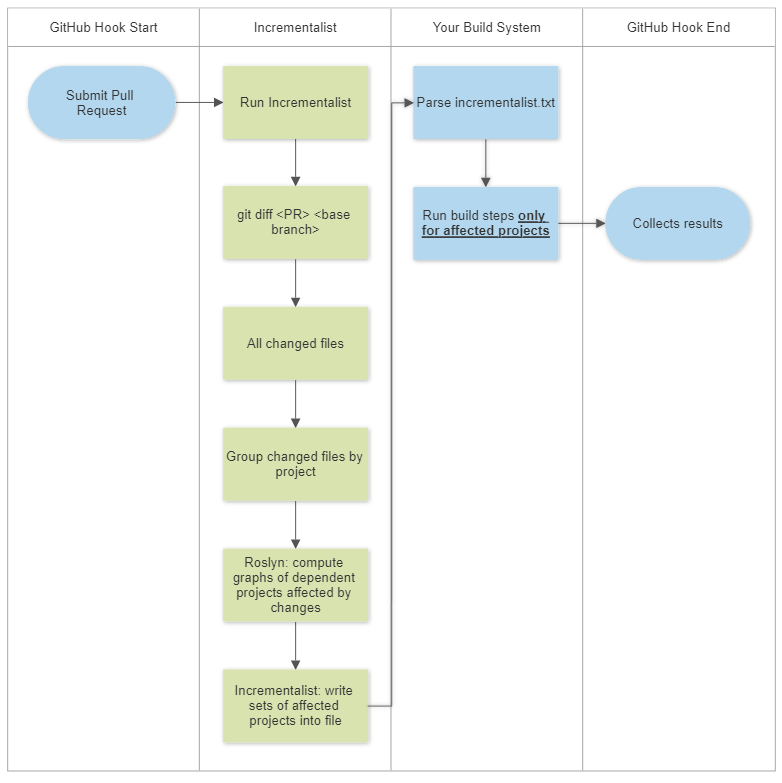 GitHub Hook Start
Incrementalist
Your Build System
GitHub Hook End
Submit Pull
Request
Run Incrementalist
git diff <PR> <base
branch>
All changed files
Group changed files by
project
Roslyn: compute
graphs of dependent
projects affected by
changes
Incrementalist: write
sets of affected
projects into file
Parse incrementalist.txt
Run build steps only
for affected projects
Collects results